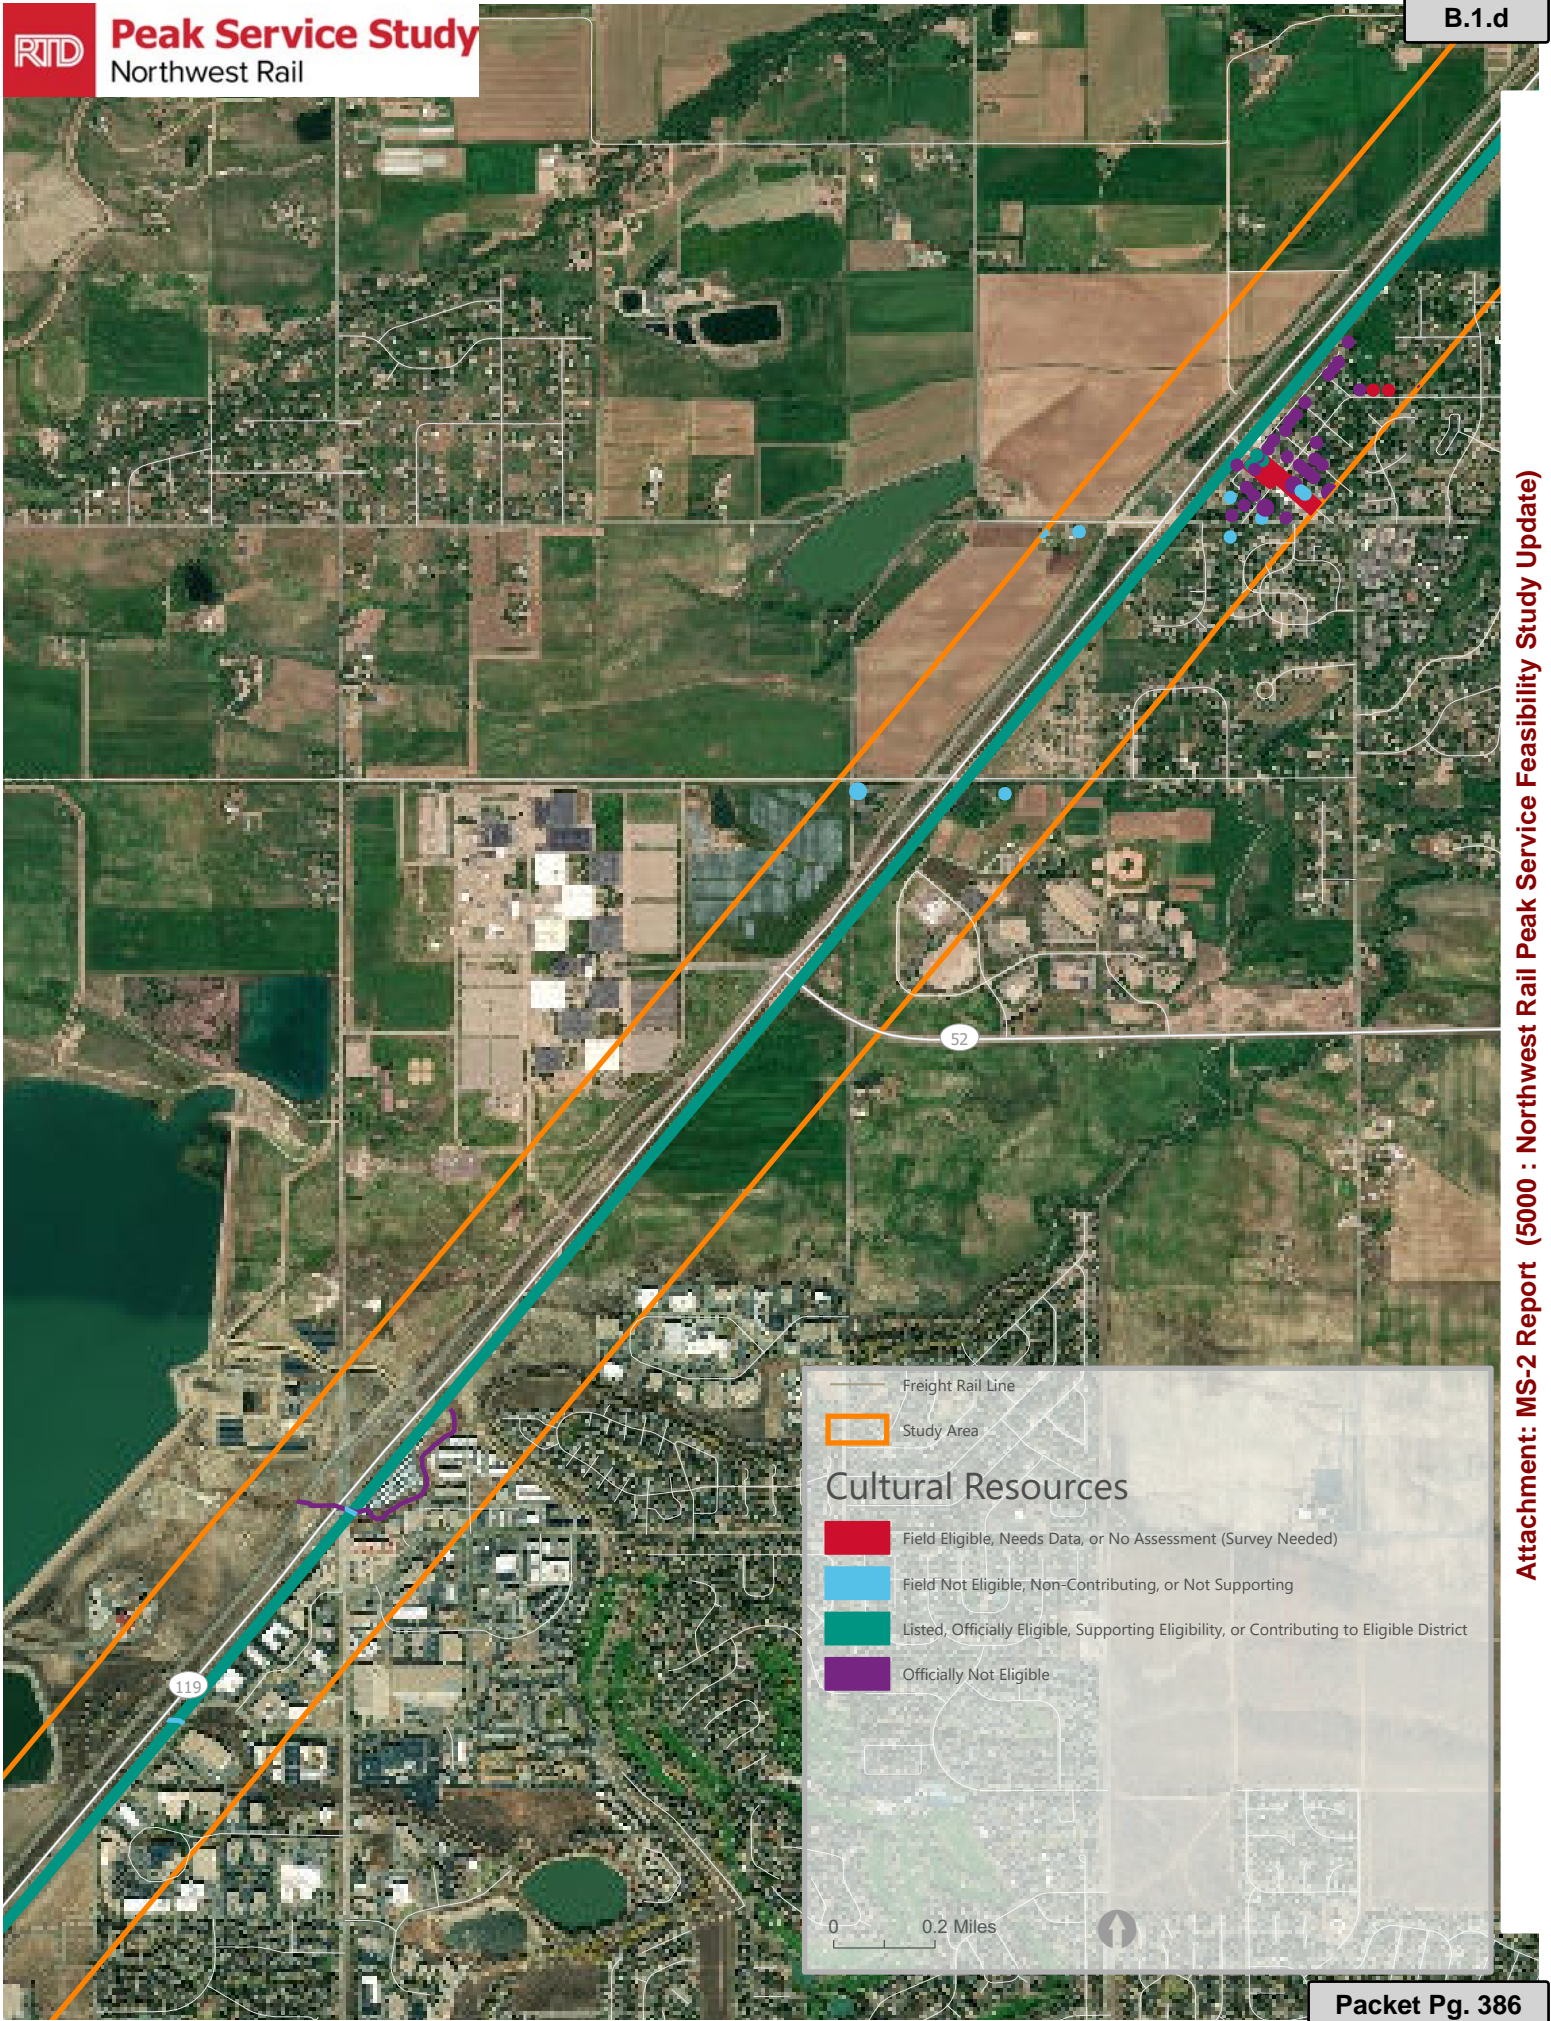 B.1.d
RTD
Peak Service Study
Northwest Rail
52
119
Freight Rail Line
Study Area
Cultural Resources
Field Eligible, Needs Data, or No Assessment (Survey Needed)
Field Not Eligible, Non-Contributing, or Not Supporting
Listed, Officially Eligible, Supporting Eligibility, or Contributing to Eligible District
Officially Not Eligible
0 0.2 Miles
Attachment: MS-2 Report (5000 : Northwest Rail Peak Service Feasibility Study Update)
Packet Pg. 386